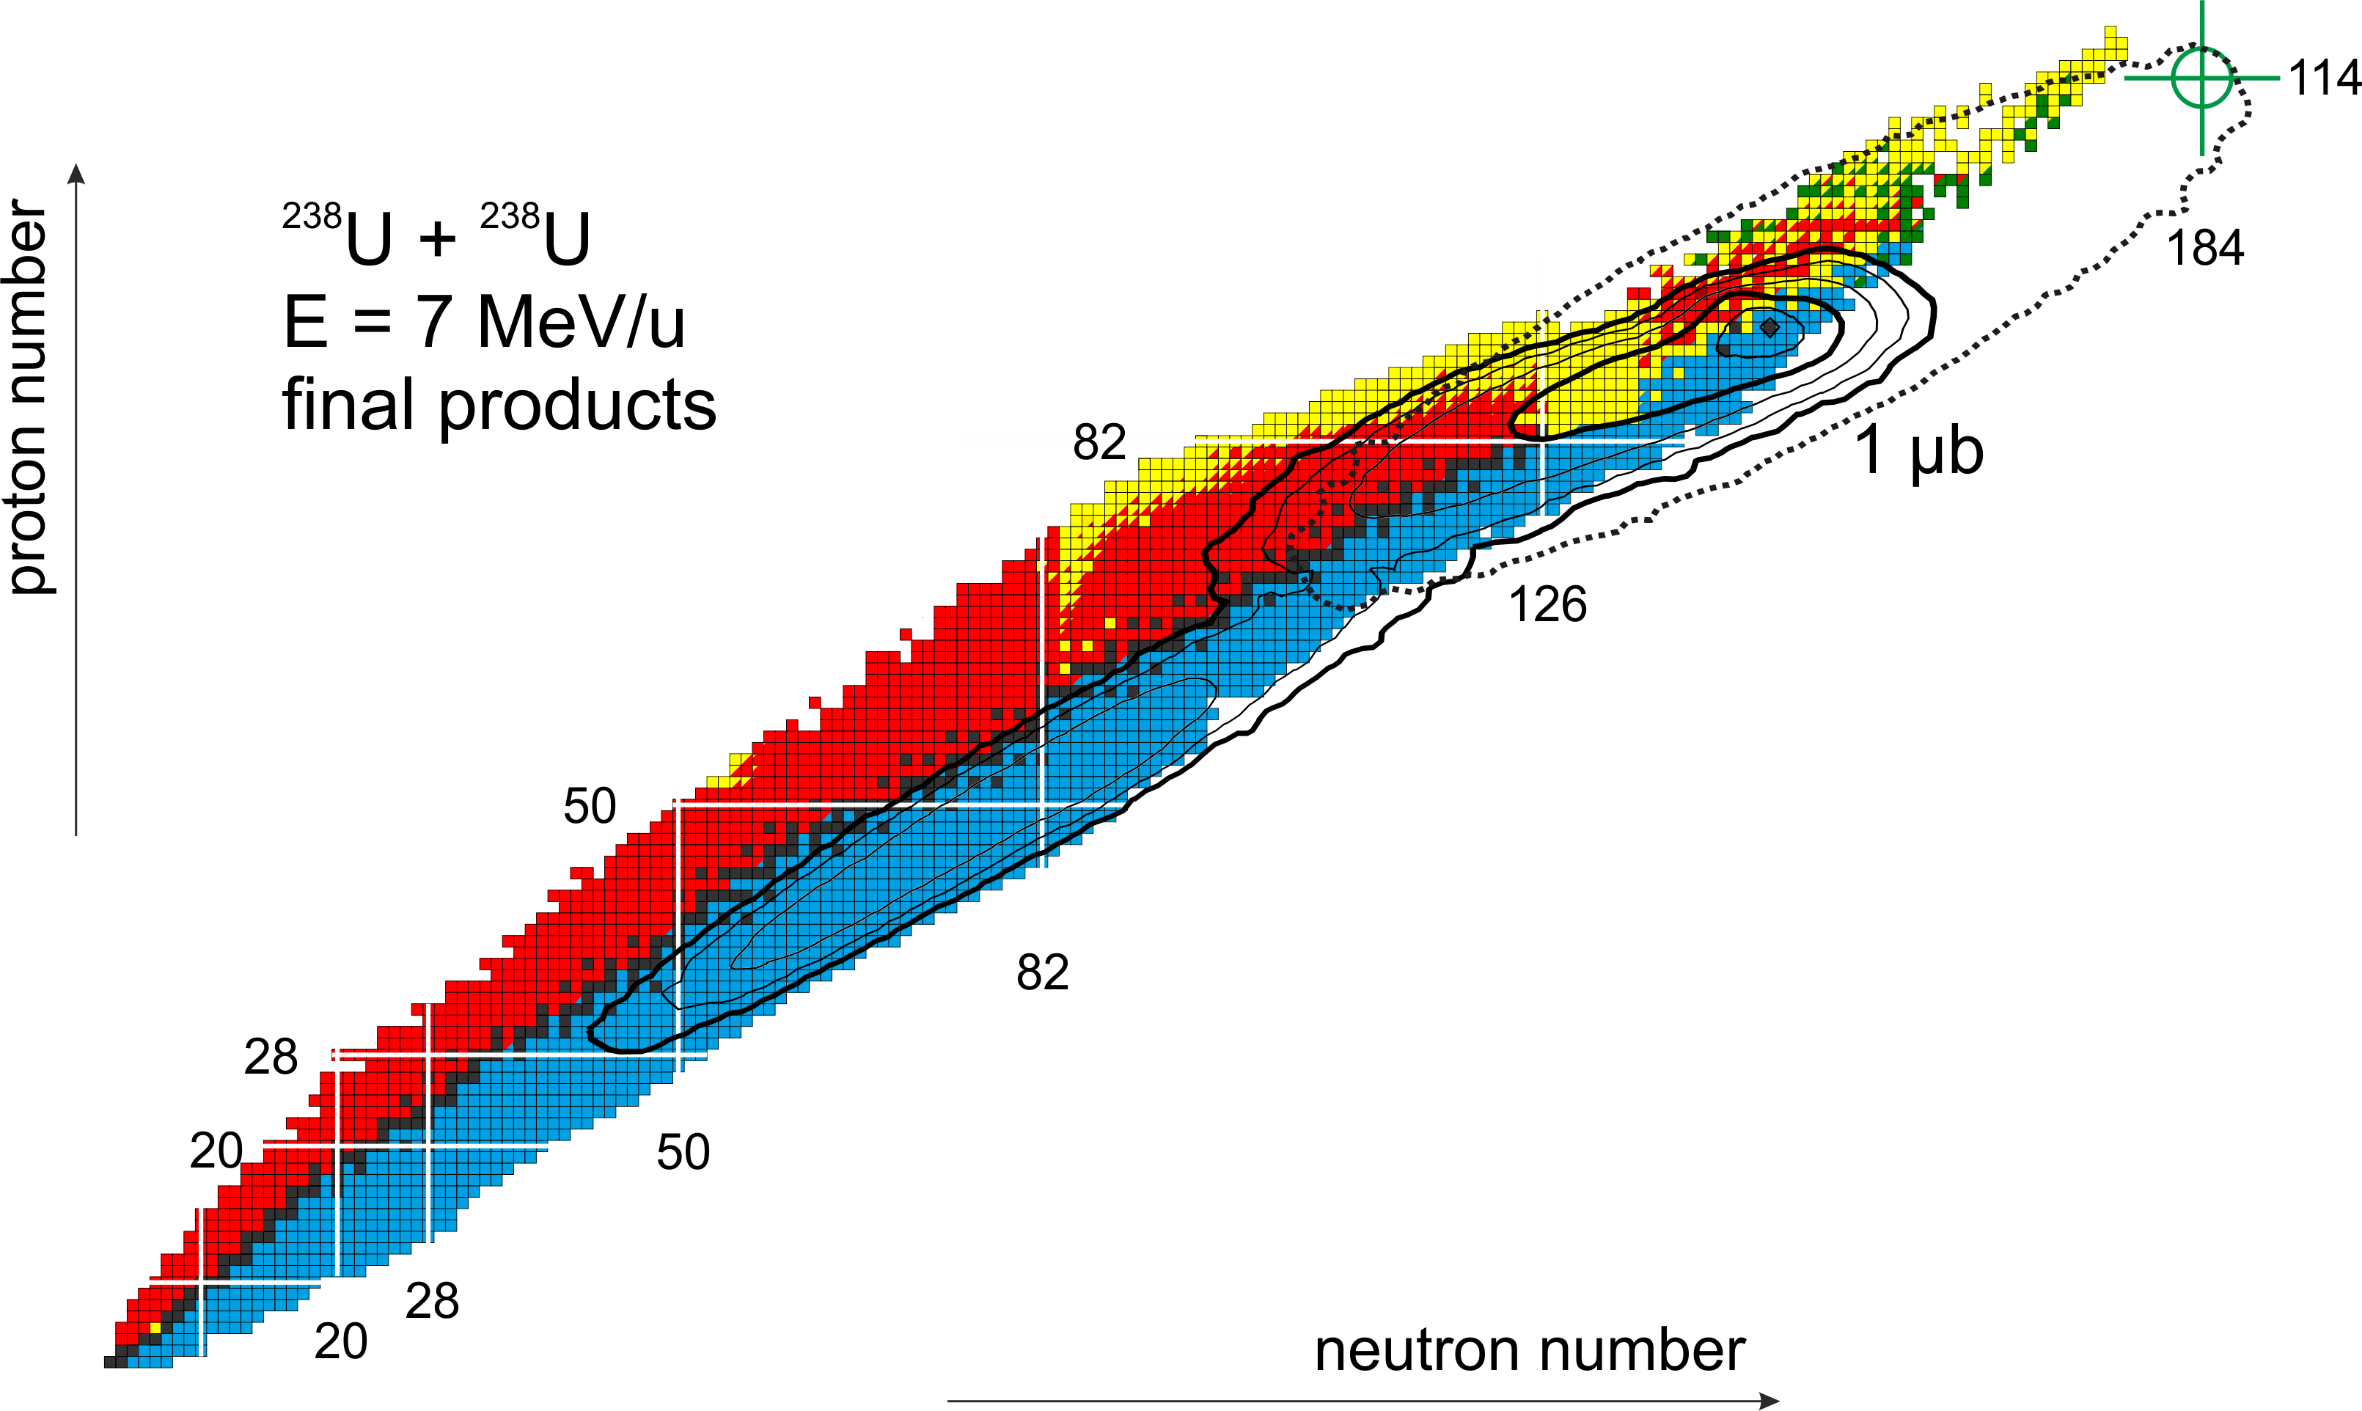 114
proton number
²³⁸U + ²³⁸U
E = 7 MeV/u
final products
184
82
1 μb
126
50
82
28
20
50
28
20
neutron number